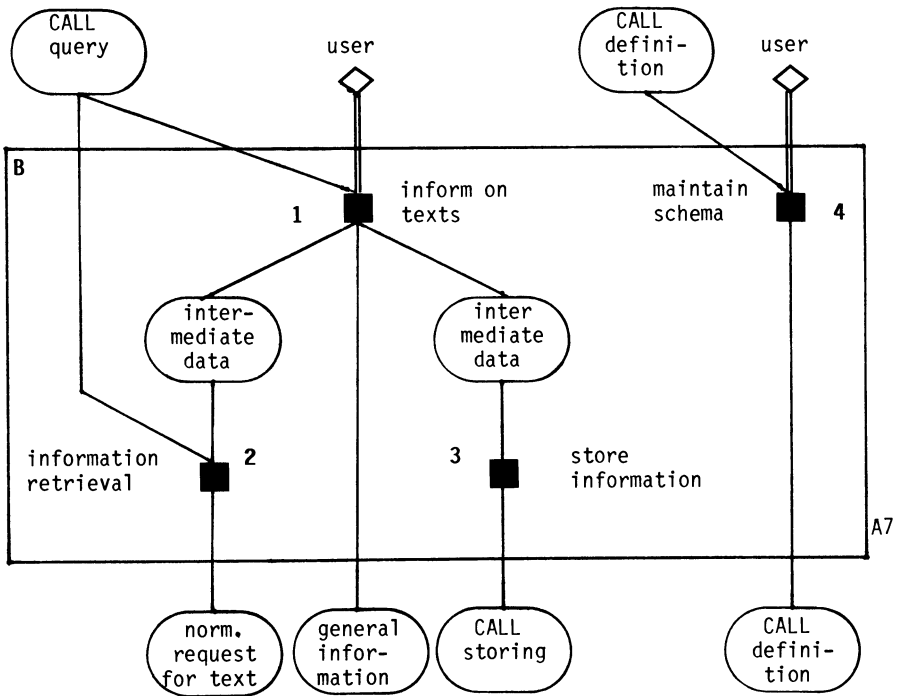 CALL
query
user
CALL
defini-
tion
user
B
1
inform on
texts
maintain
schema
4
inter-
mediate
data
inter
mediate
data
information
retrieval
2
3
store
information
A7
norm.
request
for text
general
infor-
mation
CALL
storing
CALL
defini-
tion